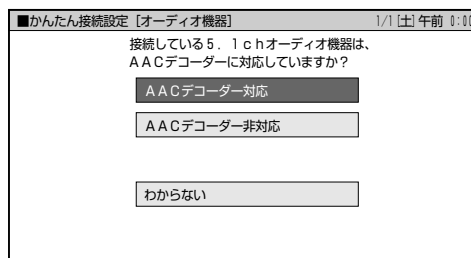 ■かんたん接続設定［オーディオ機器］ 1/1[土]午前 0:00
接続している５．１ｃｈオーディオ機器は、
ＡＡＣデコーダーに対応していますか？
ＡＡＣデコーダー対応
ＡＡＣデコーダー非対応
わからない